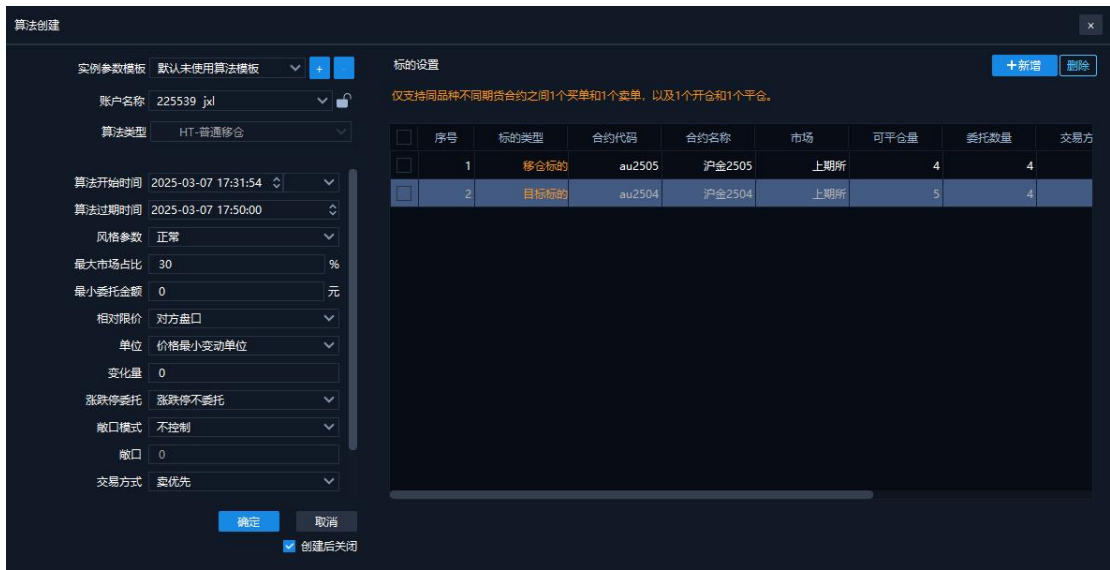 算法创建
×
实例参数模板 默认未使用算法模板 + -
账户名称 225539 jxl
算法类型 HT-普通移仓
算法开始时间 2025-03-07 17:31:54
算法过期时间 2025-03-07 17:50:00
风格参数 正常
最大市场占比 30 %
最小委托金额 0 元
相对限价 对方盘口
单位 价格最小变动单位
变化量 0
涨跌停委托 涨跌停不委托
敞口模式 不控制
敞口 0
交易方式 卖优先
确定 取消
创建后关闭
标的设置 +新增 删除
仅支持同品种不同期货合约之间1个买单和1个卖单，以及1个开仓和1个平仓。
序号 标的类型 合约代码 合约名称 市场 可平仓量 委托数量 交易方
1 移仓标的 au2505 沪金2505 上期所 4 4
2 目标标的 au2504 沪金2504 上期所 5 4